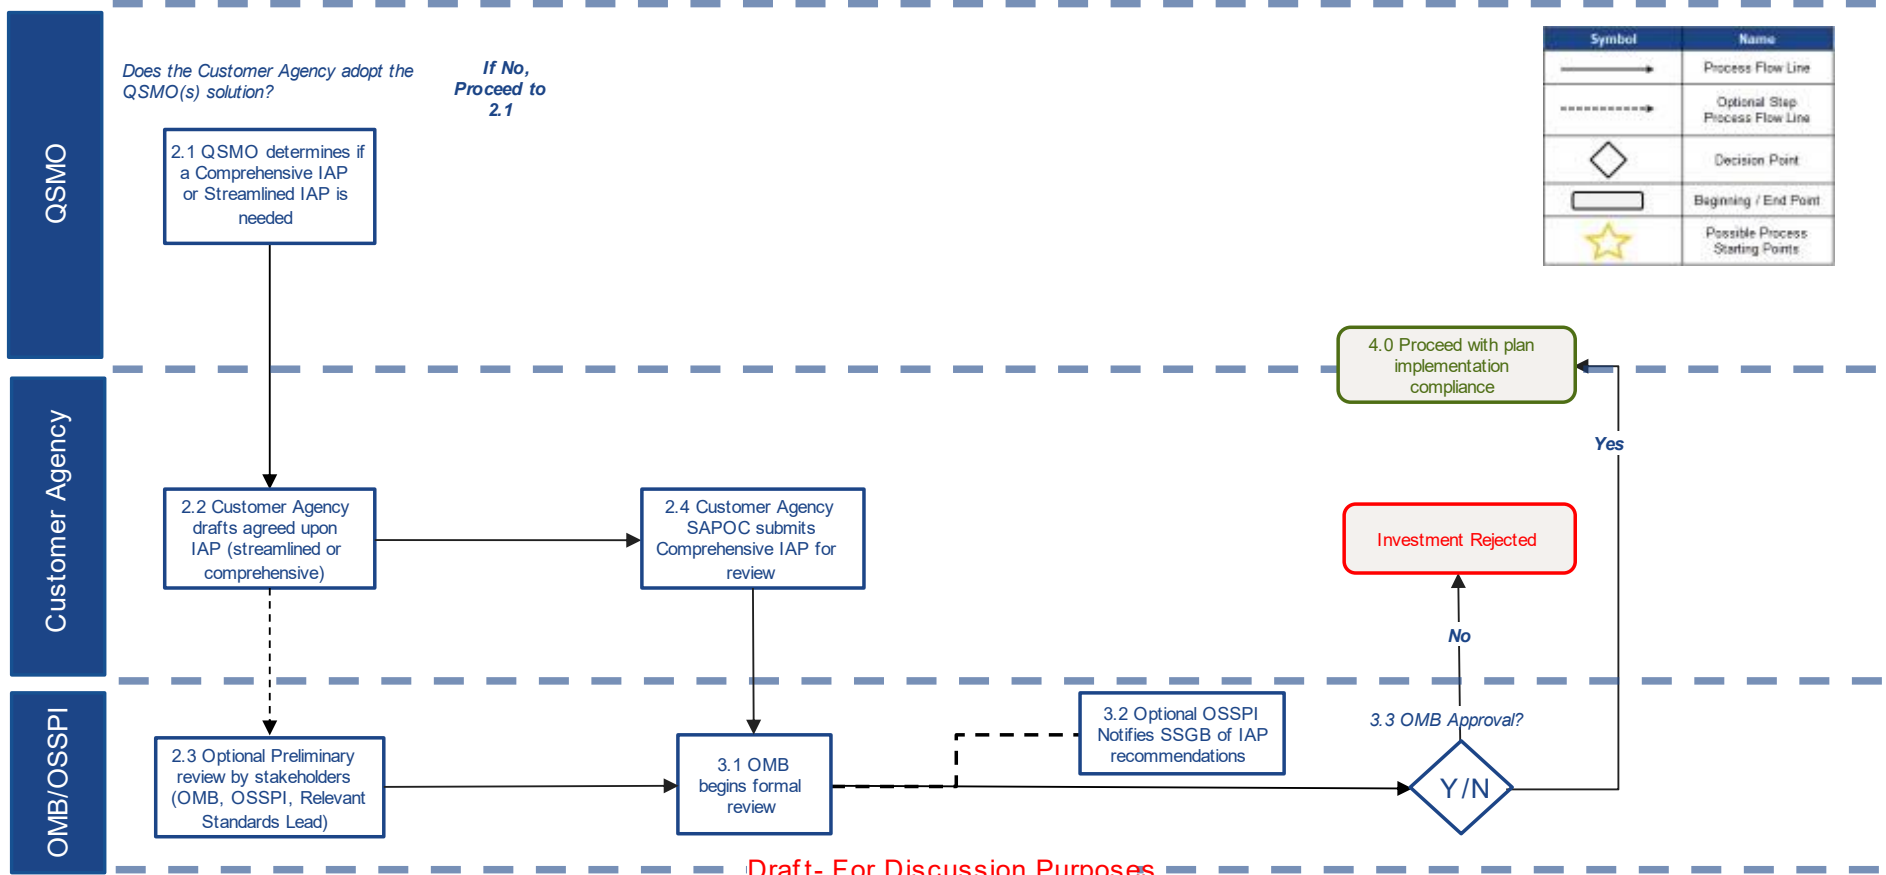 QSMO
Does the Customer Agency adopt the
QSMO(s) solution?
If No,
Proceed to
2.1
2.1 QSMO determines if
a Comprehensive IAP
or Streamlined IAP is
needed
Symbol
Name
Process Flow Line
Optional Step
Process Flow Line
Decision Point
Beginning / End Point
Possible Process
Starting Points
4.0 Proceed with plan
implementation
compliance
Customer Agency
2.2 Customer Agency
drafts agreed upon
IAP (streamlined or
comprehensive)
2.4 Customer Agency
SAPOC submits
Comprehensive IAP for
review
Investment Rejected
Yes
No
OMB/OSSPI
2.3 Optional Preliminary
review by stakeholders
(OMB, OSSPI, Relevant
Standards Lead)
3.1 OMB
begins formal
review
3.2 Optional OSSPI
Notifies SSGB of IAP
recommendations
3.3 OMB Approval?
Y/N
Draft- For Discussion Purposes